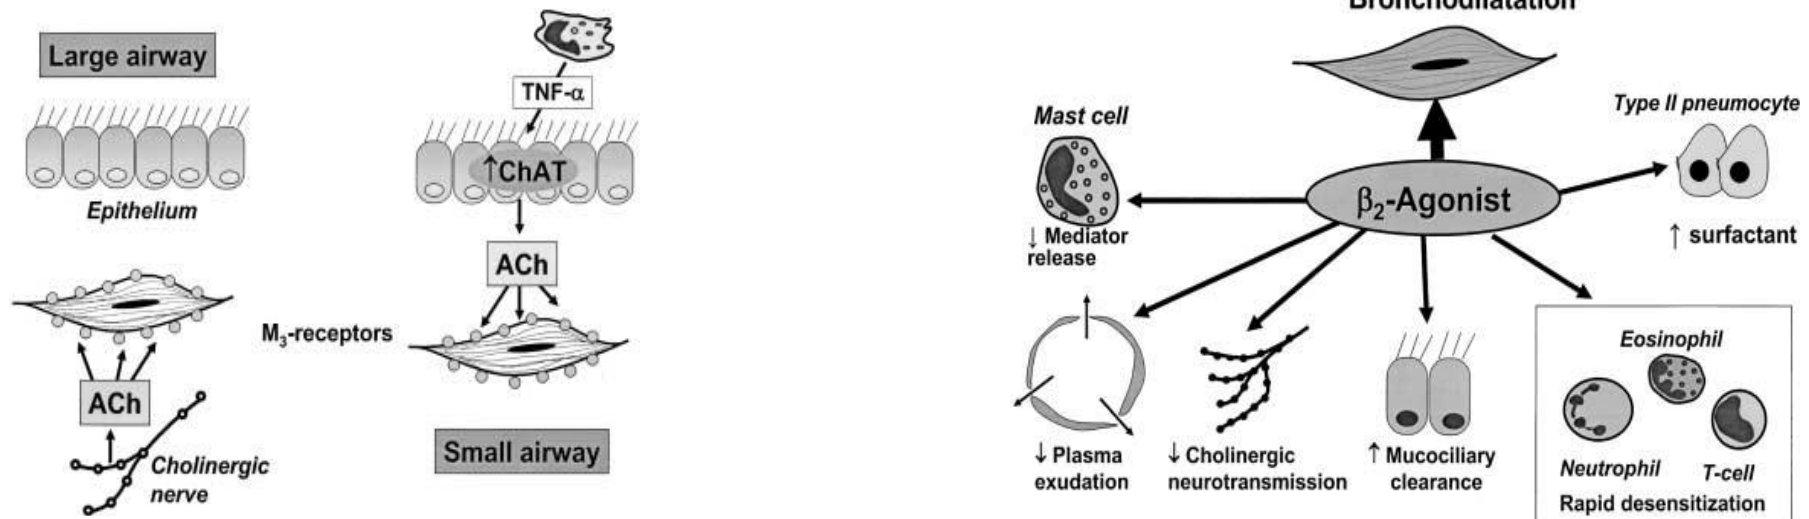 Large airway
Epithelium
M3-receptors
ACh
Cholinergic
nerve
TNF-α
↑ChAT
ACh
Small airway
Bronchodilatation
Mast cell
↓ Mediator
release
Type II pneumocyte
↑ surfactant
β2-Agonist
↓ Plasma
exudation
↓ Cholinergic
neurotransmission
↑ Mucociliary
clearance
Eosinophil
Neutrophil
T-cell
Rapid desensitization